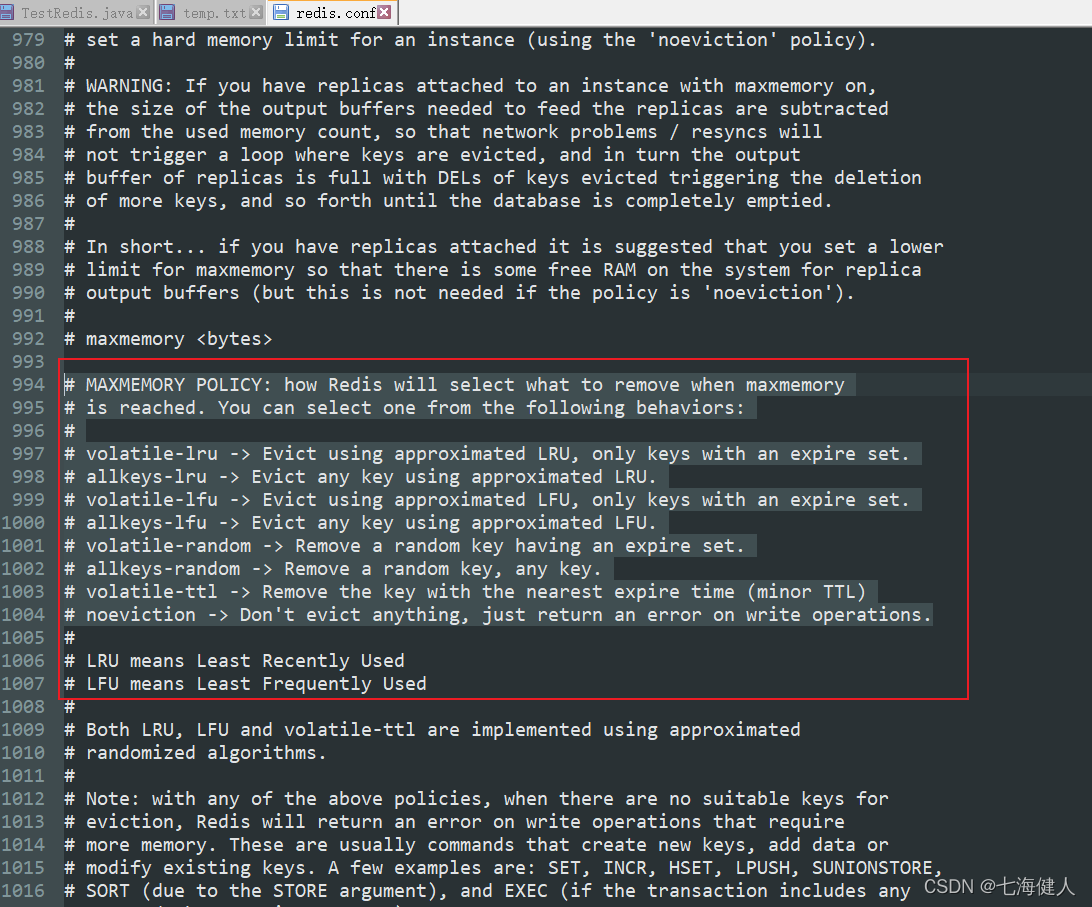 TestRedis.java temp.txt redis.conf
979 # set a hard memory limit for an instance (using the 'noeviction' policy).
980 #
981 # WARNING: If you have replicas attached to an instance with maxmemory on,
982 # the size of the output buffers needed to feed the replicas are subtracted
983 # from the used memory count, so that network problems / resyncs will
984 # not trigger a loop where keys are evicted, and in turn the output
985 # buffer of replicas is full with DELs of keys evicted triggering the deletion
986 # of more keys, and so forth until the database is completely emptied.
987 #
988 # In short... if you have replicas attached it is suggested that you set a lower
989 # limit for maxmemory so that there is some free RAM on the system for replica
990 # output buffers (but this is not needed if the policy is 'noeviction').
991 #
992 # maxmemory <bytes>
993
994 # MAXMEMORY POLICY: how Redis will select what to remove when maxmemory
995 # is reached. You can select one from the following behaviors:
996 #
997 # volatile-lru -> Evict using approximated LRU, only keys with an expire set.
998 # allkeys-lru -> Evict any key using approximated LRU.
999 # volatile-lfu -> Evict using approximated LFU, only keys with an expire set.
1000 # allkeys-lfu -> Evict any key using approximated LFU.
1001 # volatile-random -> Remove a random key having an expire set.
1002 # allkeys-random -> Remove a random key, any key.
1003 # volatile-ttl -> Remove the key with the nearest expire time (minor TTL)
1004 # noeviction -> Don't evict anything, just return an error on write operations.
1005 #
1006 # LRU means Least Recently Used
1007 # LFU means Least Frequently Used
1008 #
1009 # Both LRU, LFU and volatile-ttl are implemented using approximated
1010 # randomized algorithms.
1011 #
1012 # Note: with any of the above policies, when there are no suitable keys for
1013 # eviction, Redis will return an error on write operations that require
1014 # more memory. These are usually commands that create new keys, add data or
1015 # modify existing keys. A few examples are: SET, INCR, HSET, LPUSH, SUNIONSTORE,
1016 # SORT (due to the STORE argument), and EXEC (if the transaction includes any
CSDN @七海健人